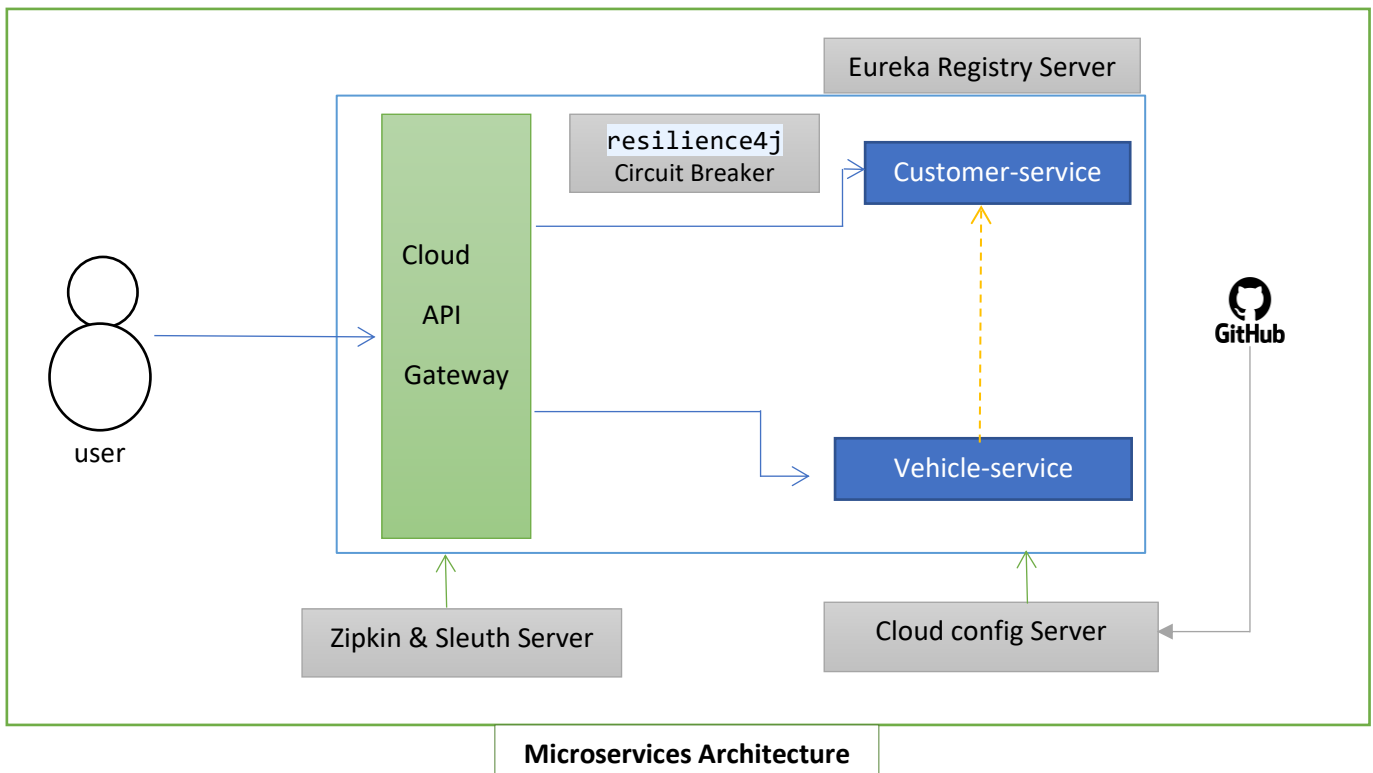 Eureka Registry Server
resilience4j
Circuit Breaker
Customer-service
Cloud
API
Gateway
GitHub
user
Vehicle-service
Zipkin & Sleuth Server
Cloud config Server
Microservices Architecture